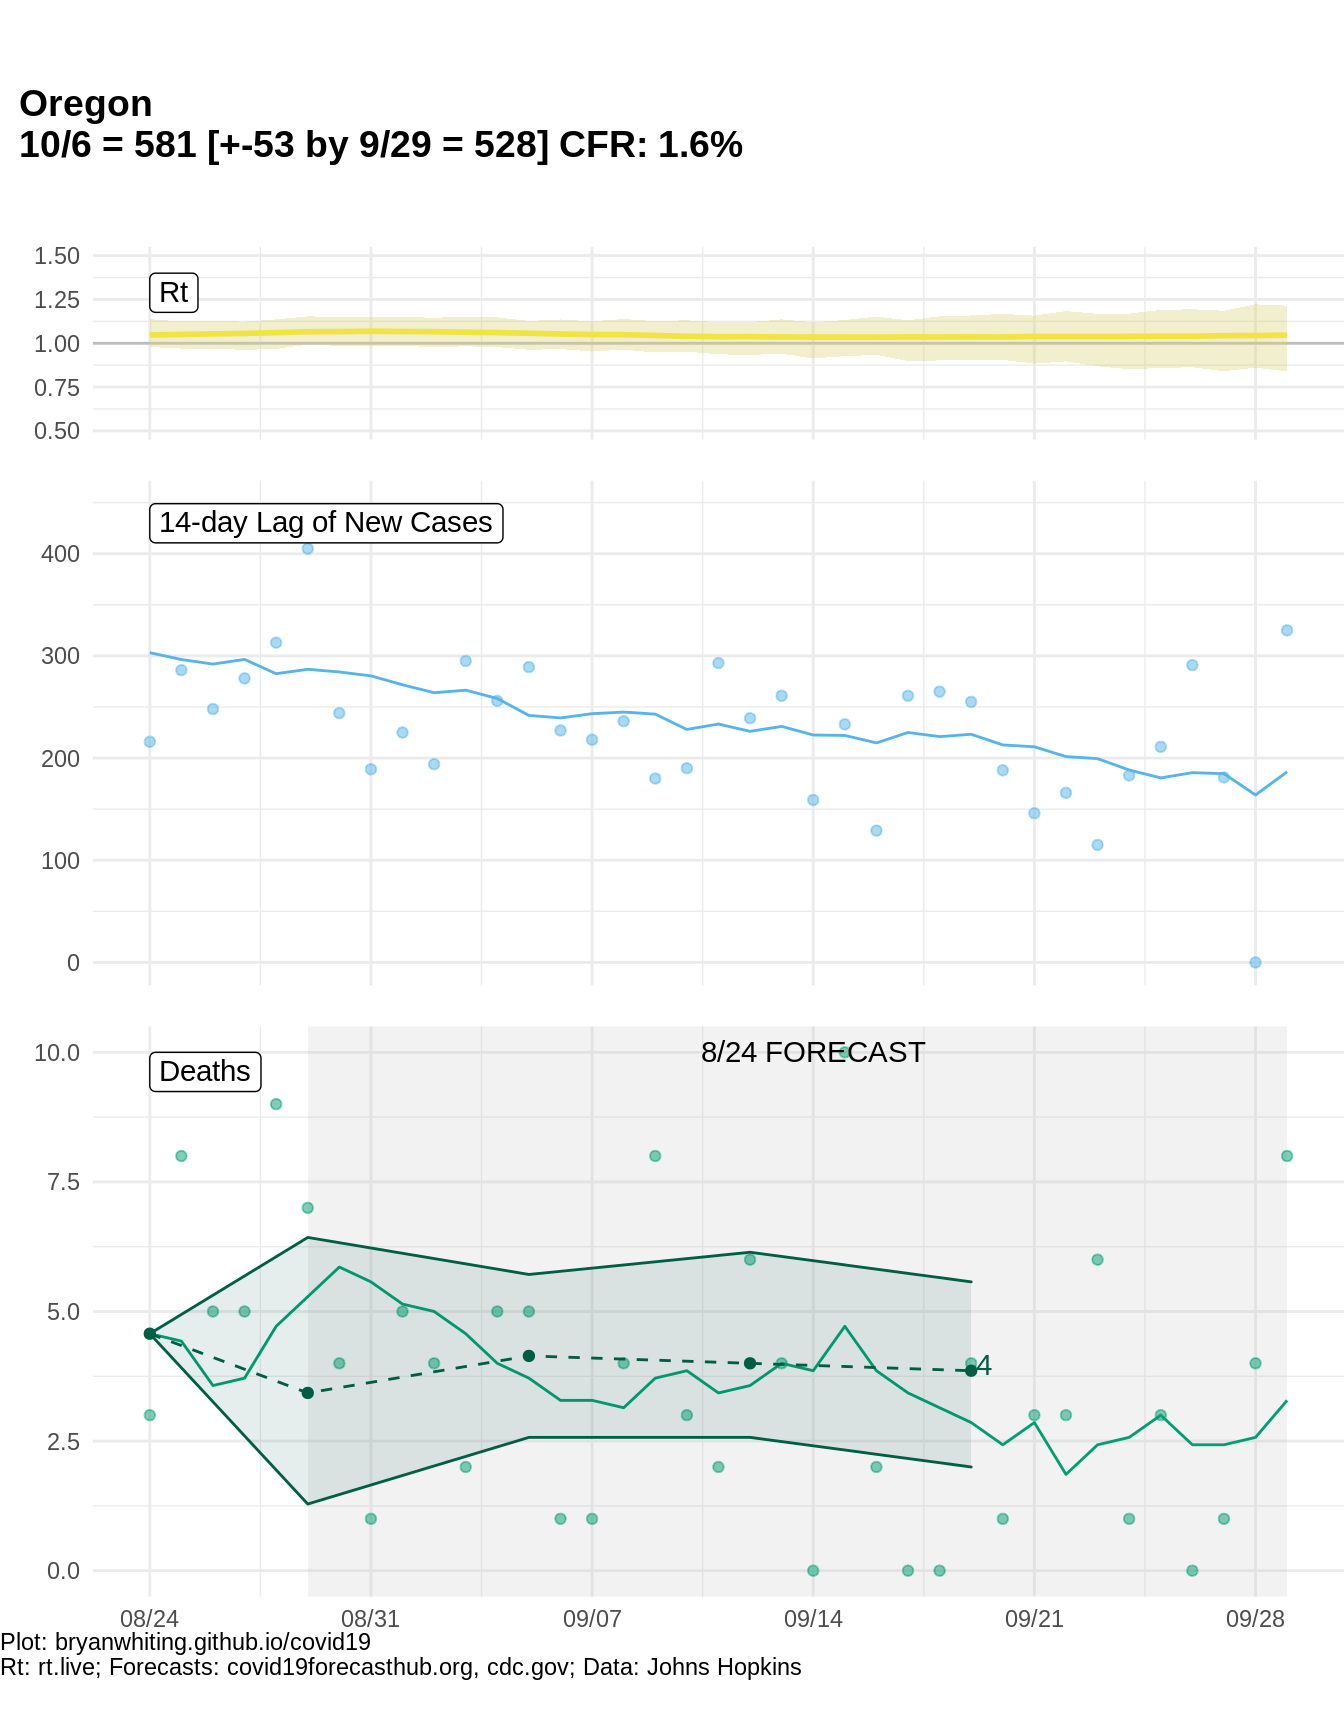 Oregon
10/6 = 581 [+-53 by 9/29 = 528] CFR: 1.6%
1.50
Rt
1.25
1.00
0.75
0.50
14-day Lag of New Cases
400
300
200
100
0
8/24 FORECAST
10.0
Deaths
7.5
5.0
4
2.5
0.0
08/24 08/31 09/07 09/14 09/21 09/28
Plot: bryanwhiting.github.io/covid19
Rt: rt.live; Forecasts: covid19forecasthub.org, cdc.gov; Data: Johns Hopkins